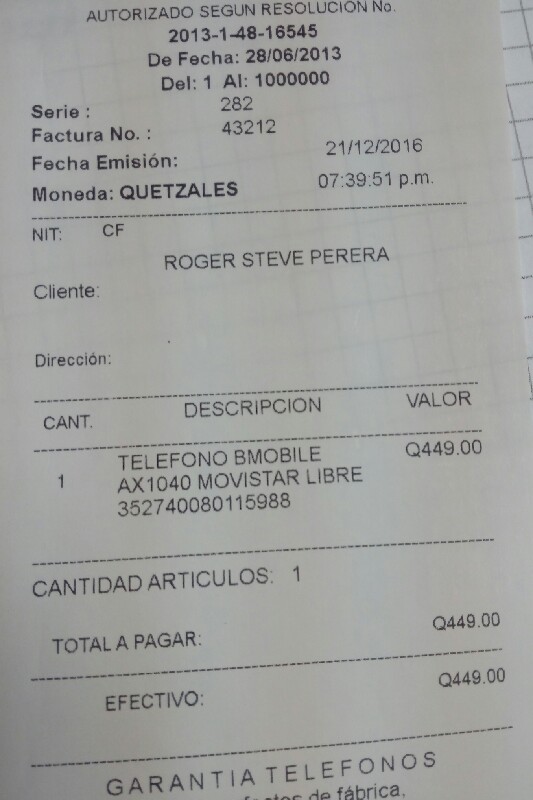 AUTORIZADO SEGUN RESOLUCION No.
2013-1-48-16545
De Fecha: 28/06/2013
Del: 1 Al: 1000000
Serie : 282
Factura No. : 43212
Fecha Emisión: 21/12/2016
Moneda: QUETZALES 07:39:51 p.m.
NIT: CF
ROGER STEVE PERERA
Cliente:
Dirección:
CANT. DESCRIPCION VALOR
1 TELEFONO BMOBILE Q449.00
AX1040 MOVISTAR LIBRE
352740080115988
CANTIDAD ARTICULOS: 1
TOTAL A PAGAR: Q449.00
EFECTIVO: Q449.00
GARANTIA TELEFONOS
de fábrica,